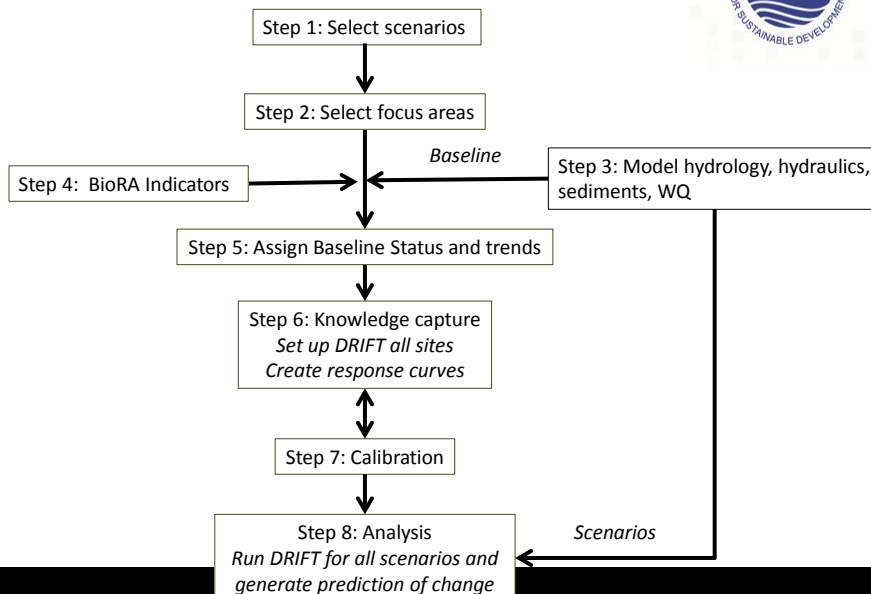 OR SUSTAINABLE DEVELOPMEN
Step 1: Select scenarios
Step 2: Select focus areas
Baseline
Step 3: Model hydrology, hydraulics,
sediments, WQ
Step 4: BioRA Indicators
Step 5: Assign Baseline Status and trends
Step 6: Knowledge capture
Set up DRIFT all sites
Create response curves
Step 7: Calibration
Step 8: Analysis
Run DRIFT for all scenarios and
generate prediction of change
Scenarios